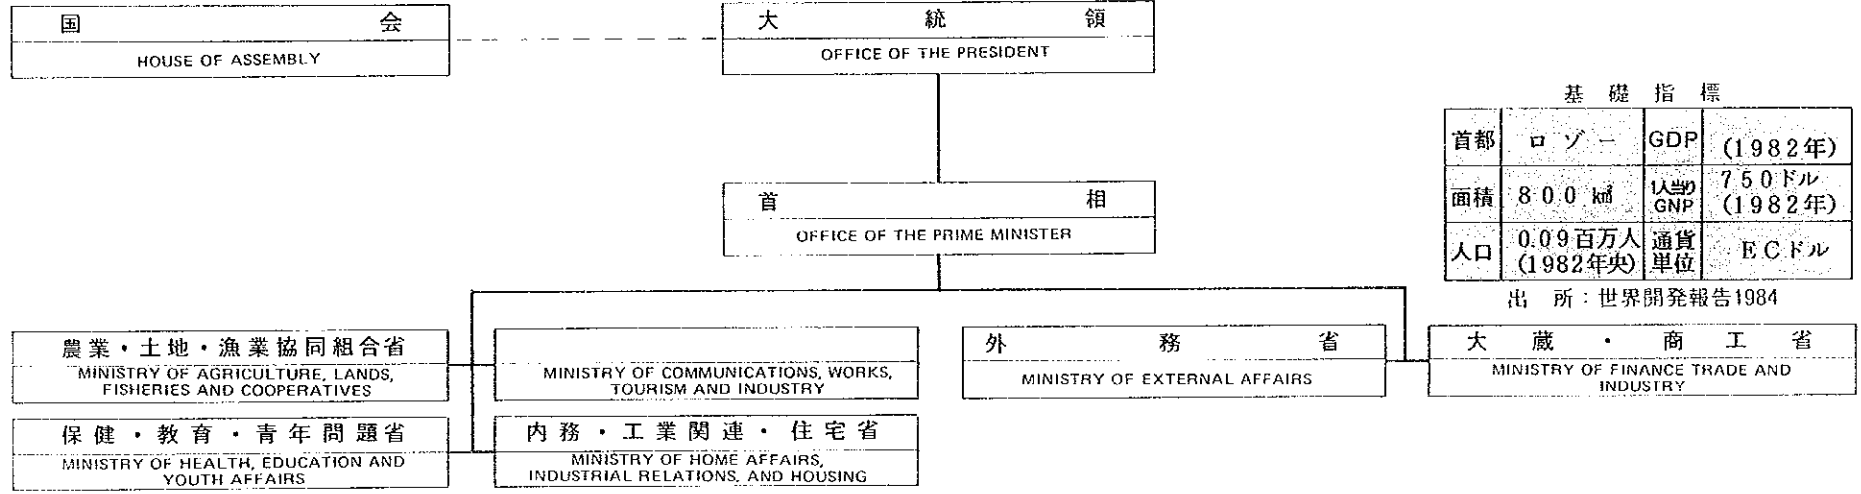 国会
HOUSE OF ASSEMBLY
大統領
OFFICE OF THE PRESIDENT
首相
OFFICE OF THE PRIME MINISTER
基礎指標
首都 ロゾー GDP (1982年)
面積 800km² 1人当りGNP 750ドル(1982年)
人口 0.09百万人(1982年央) 通貨単位 ECドル
出所:世界開発報告1984
農業・土地・漁業協同組合省
MINISTRY OF AGRICULTURE, LANDS,
FISHERIES AND COOPERATIVES
MINISTRY OF COMMUNICATIONS, WORKS,
TOURISM AND INDUSTRY
外務省
MINISTRY OF EXTERNAL AFFAIRS
大蔵・商工省
MINISTRY OF FINANCE TRADE AND
INDUSTRY
保健・教育・青年問題省
MINISTRY OF HEALTH, EDUCATION AND
YOUTH AFFAIRS
内務・工業関連・住宅省
MINISTRY OF HOME AFFAIRS,
INDUSTRIAL RELATIONS, AND HOUSING